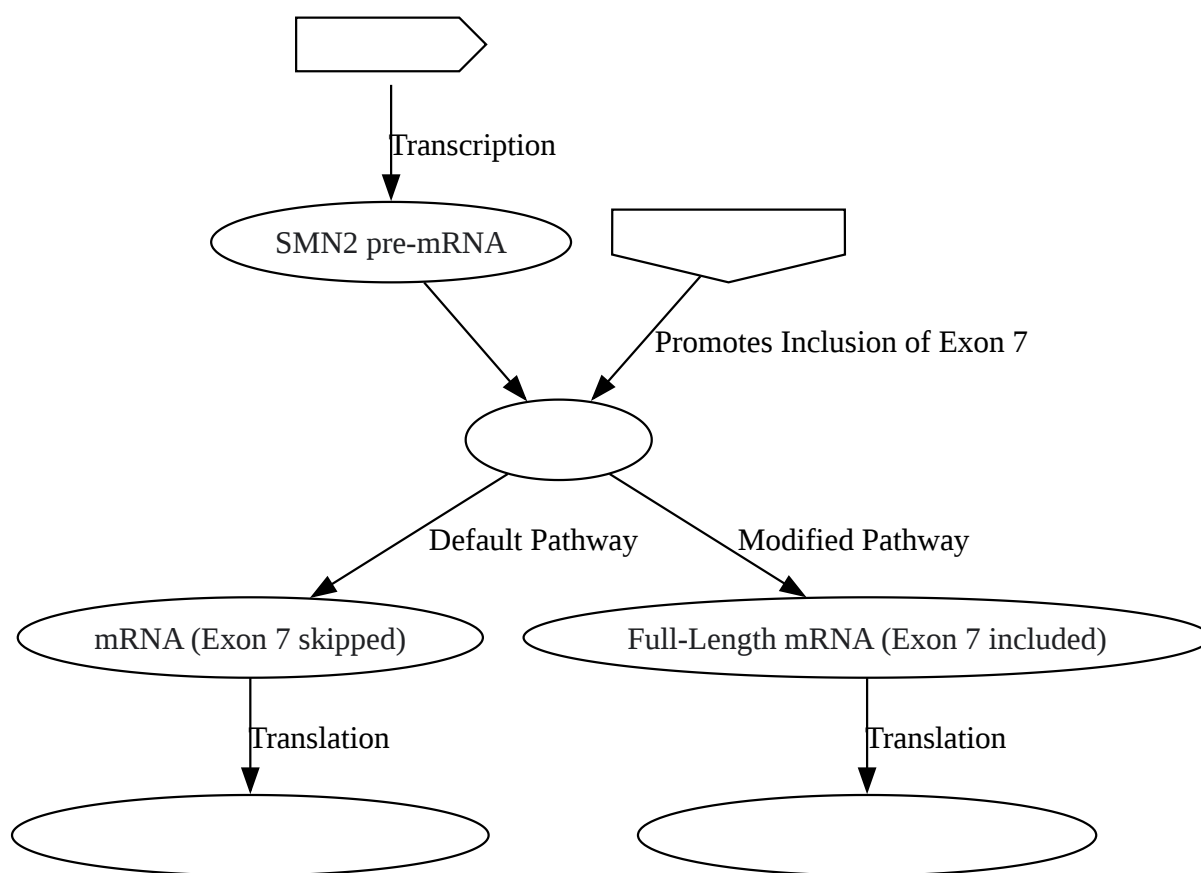 Transcription
SMN2 pre-mRNA
Promotes Inclusion of Exon 7
Default Pathway
Modified Pathway
mRNA (Exon 7 skipped)
Full-Length mRNA (Exon 7 included)
Translation
Translation